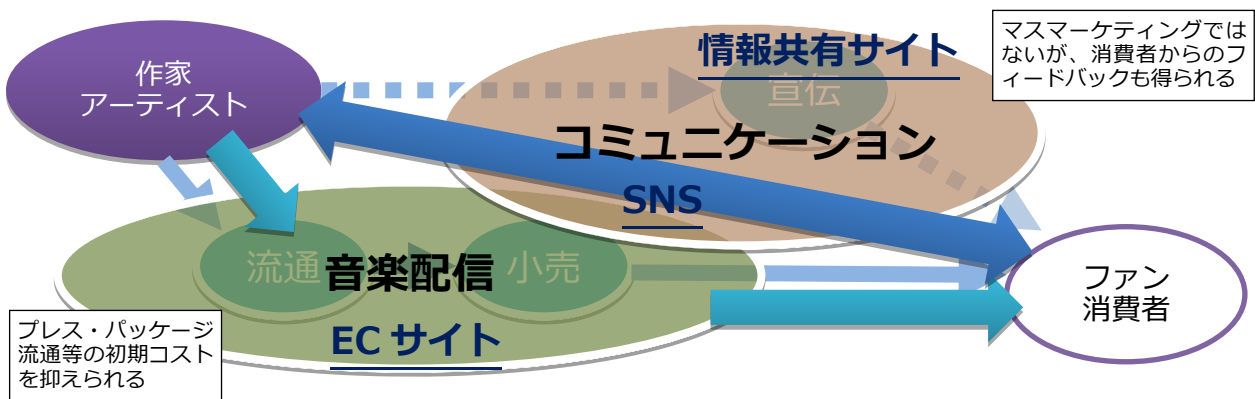 作家
アーティスト
情報共有サイト
宣伝
マスマーケティングでは
ないが、消費者からのフ
ィードバックも得られる
コミュニケーション
SNS
流通
音楽配信
小売
EC サイト
ファン
消費者
プレス・パッケージ
流通等の初期コスト
を抑えられる